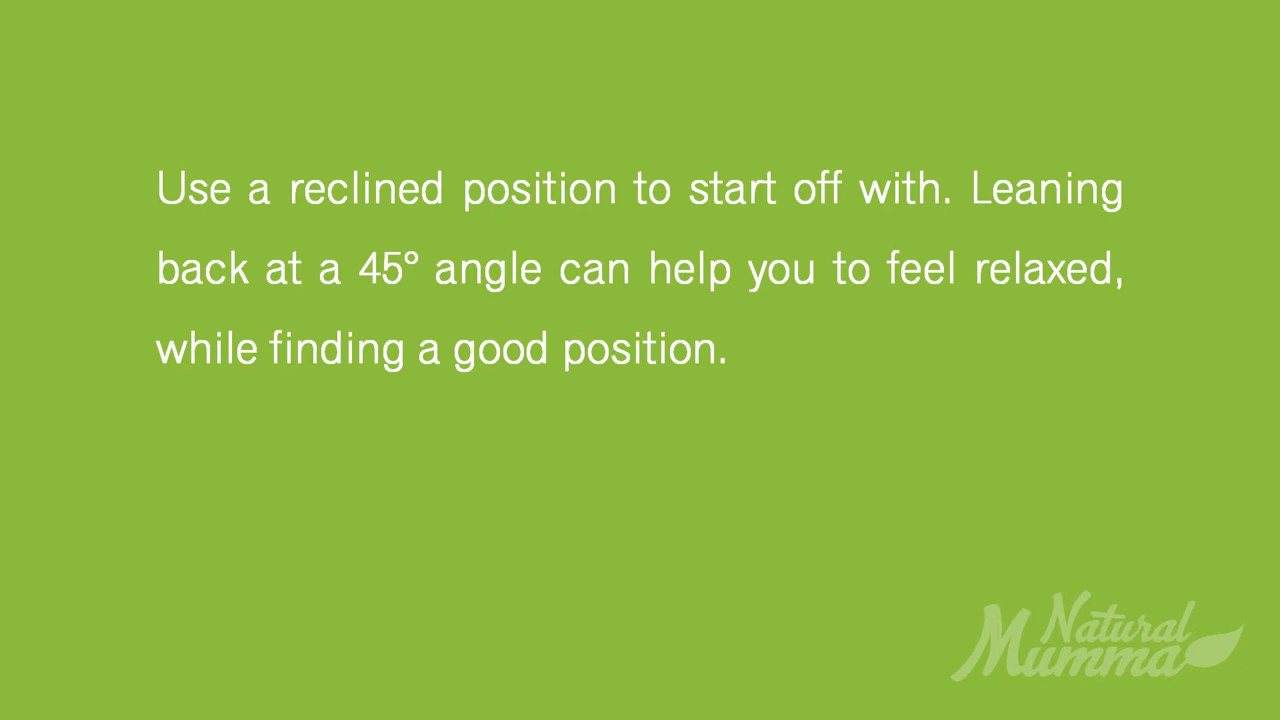 Use a reclined position to start off with. Leaning
back at a 45° angle can help you to feel relaxed,
while finding a good position.
Natural
Mumma